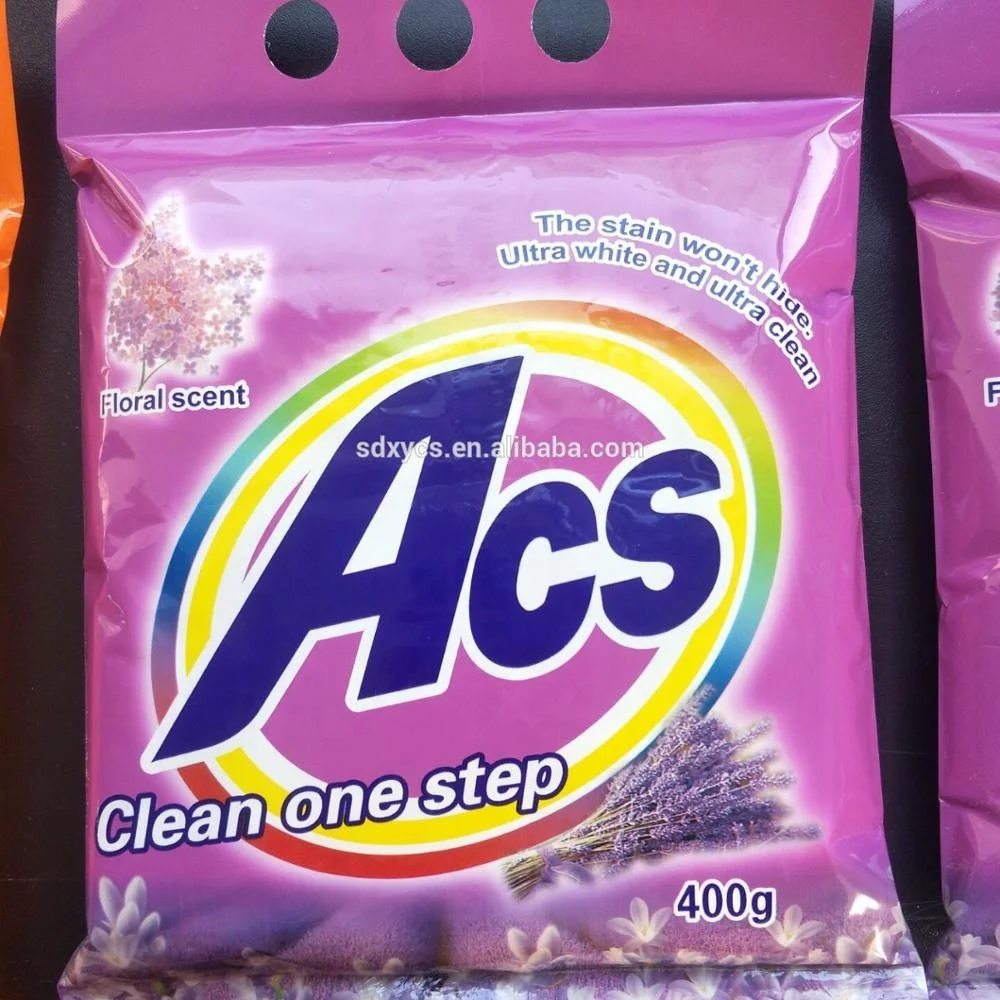 The stain won't hide.
Ultra white and ultra clean
Floral scent
sdxycs.en.alibaba.com
Acs
Clean one step
400g
F